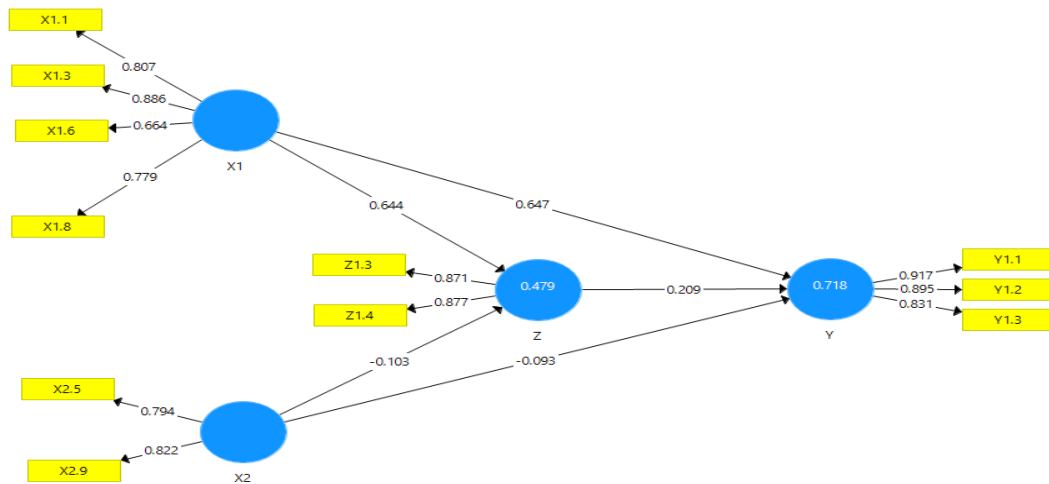 X1.1
0.807
X1.3
0.886
X1.6
0.664
0.779
X1.8
X1
0.644
0.647
Z1.3
0.871
Z1.4
0.877
0.479
Z
0.209
0.718
Y
0.917
Y1.1
0.895
Y1.2
0.831
Y1.3
-0.103
-0.093
X2.5
0.794
X2.9
0.822
X2